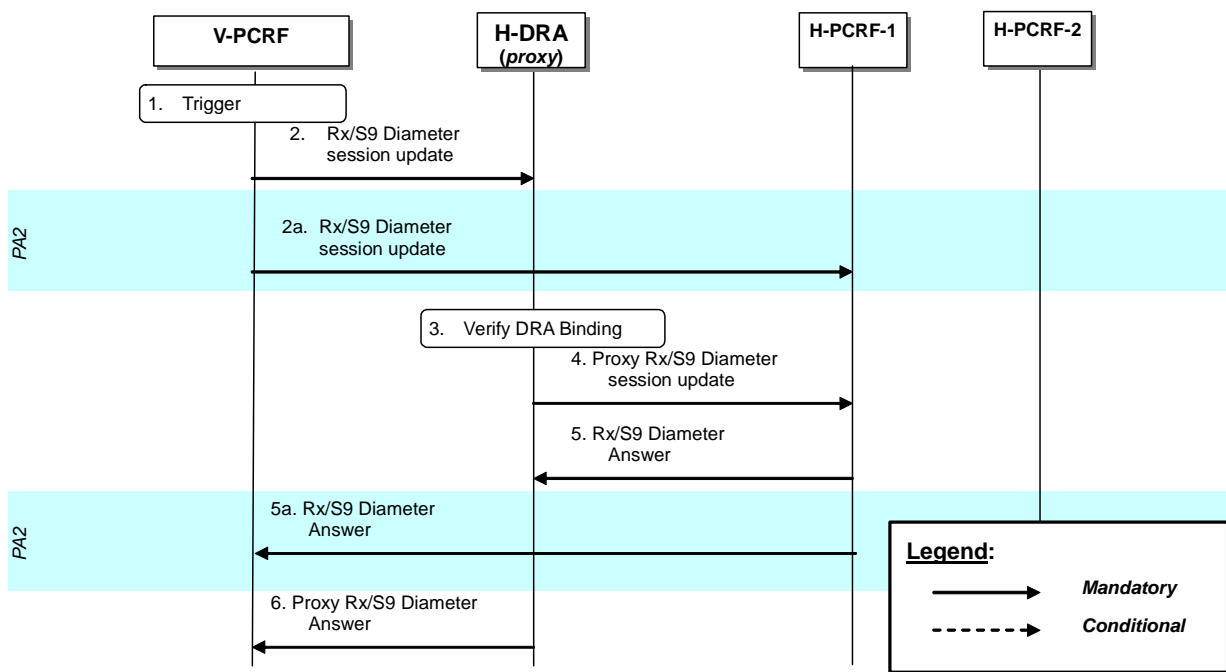 V-PCRF
H-DRA
(proxy)
H-PCRF-1
H-PCRF-2
1. Trigger
2. Rx/S9 Diameter
session update
PA2
2a. Rx/S9 Diameter
session update
3. Verify DRA Binding
4. Proxy Rx/S9 Diameter
session update
5. Rx/S9 Diameter
Answer
PA2
5a. Rx/S9 Diameter
Answer
6. Proxy Rx/S9 Diameter
Answer
Legend:
Mandatory
Conditional